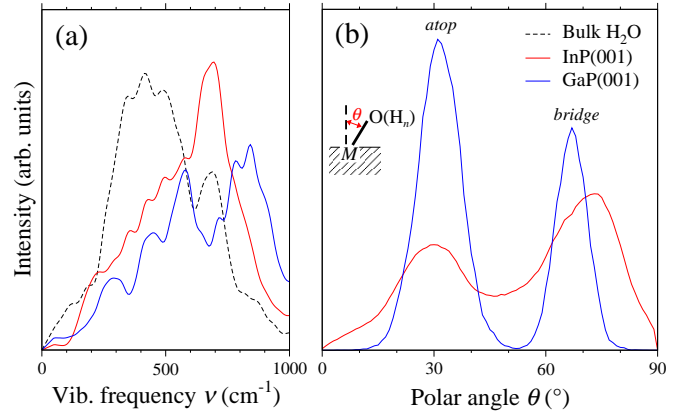 (a)
Bulk H₂O
InP(001)
GaP(001)
Intensity (arb. units)
0
500
1000
Vib. frequency ν (cm⁻¹)
(b)
atop
bridge
θ
O(Hₙ)
M
0
30
60
90
Polar angle θ (°)